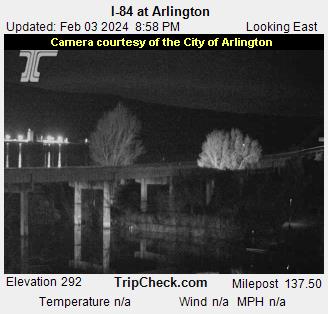 I-84 at Arlington
Updated: Feb 03 2024 8:58 PM Looking East
Camera courtesy of the City of Arlington
Elevation 292 TripCheck.com Milepost 137.50
Temperature n/a Wind n/a MPH n/a